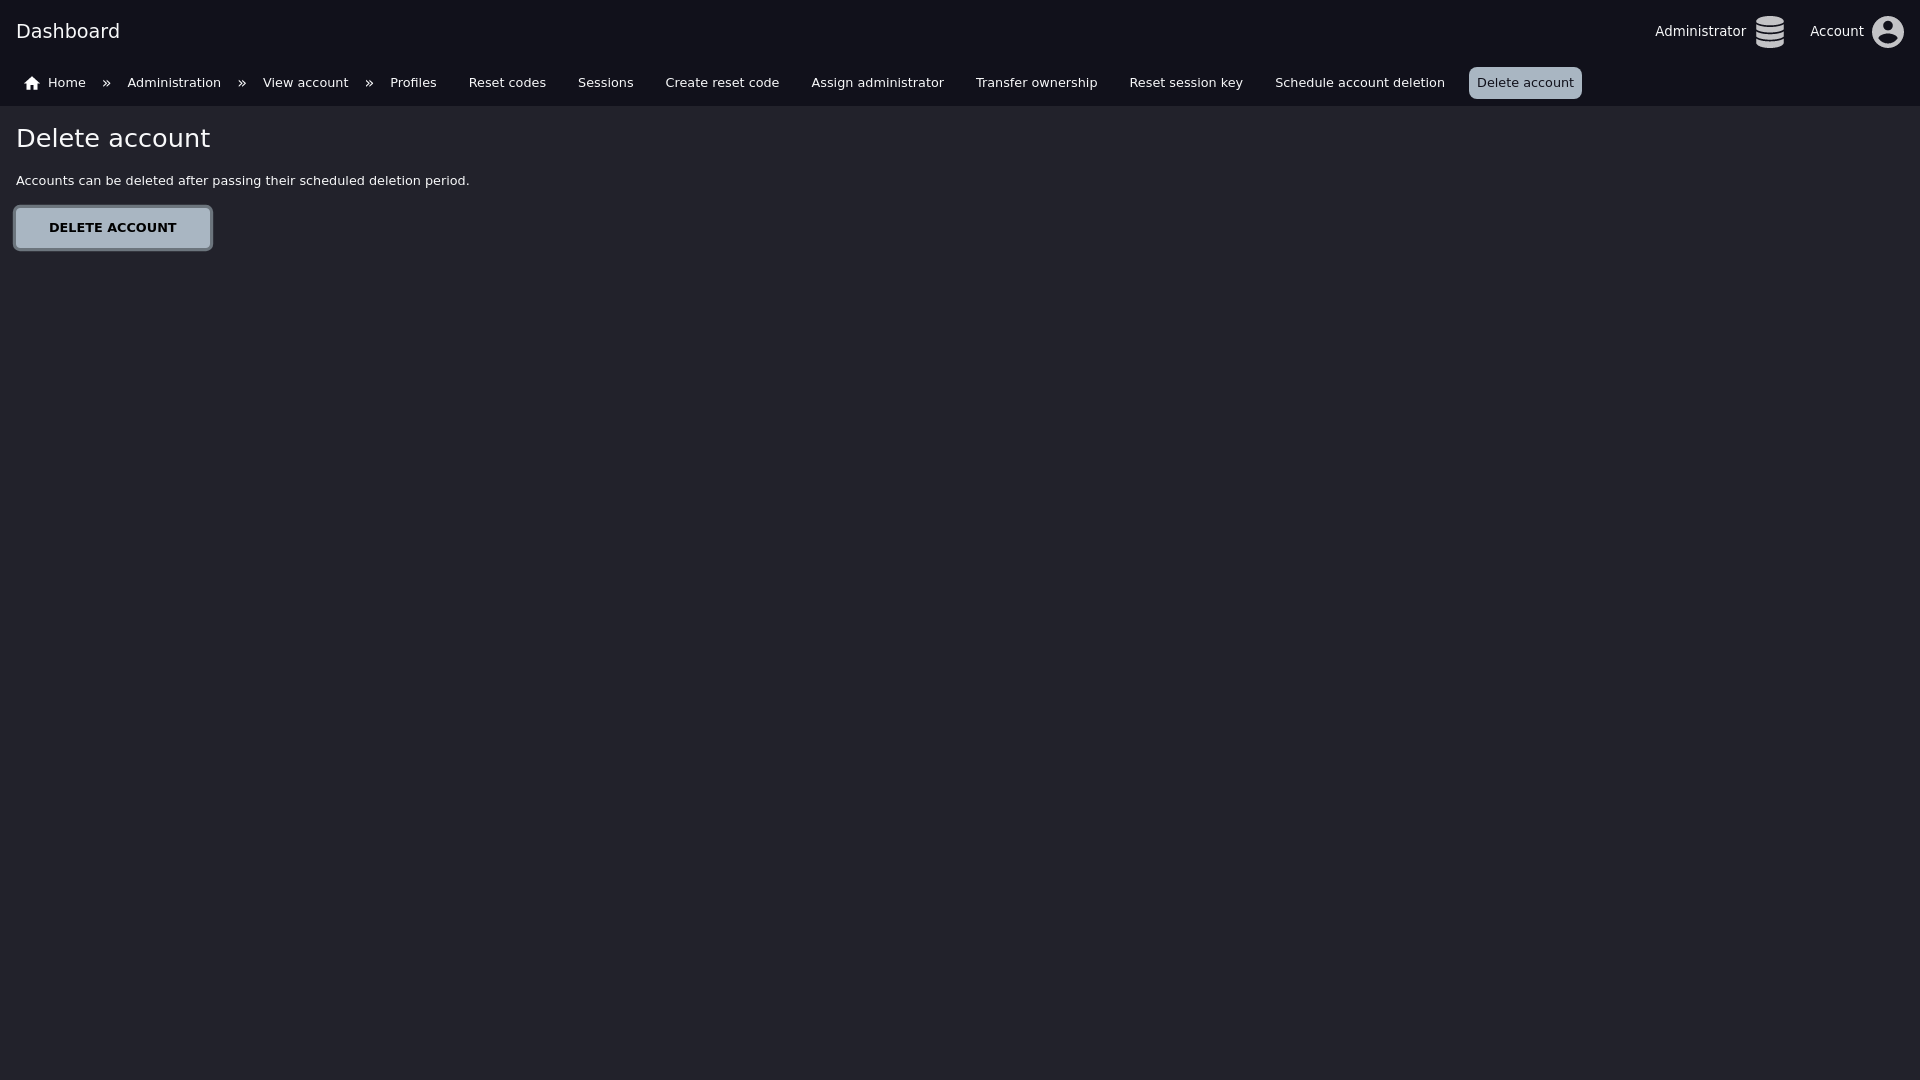 Dashboard
Administrator
Account
Home » Administration » View account » Profiles Reset codes Sessions Create reset code Assign administrator Transfer ownership Reset session key Schedule account deletion Delete account
Delete account
Accounts can be deleted after passing their scheduled deletion period.
DELETE ACCOUNT